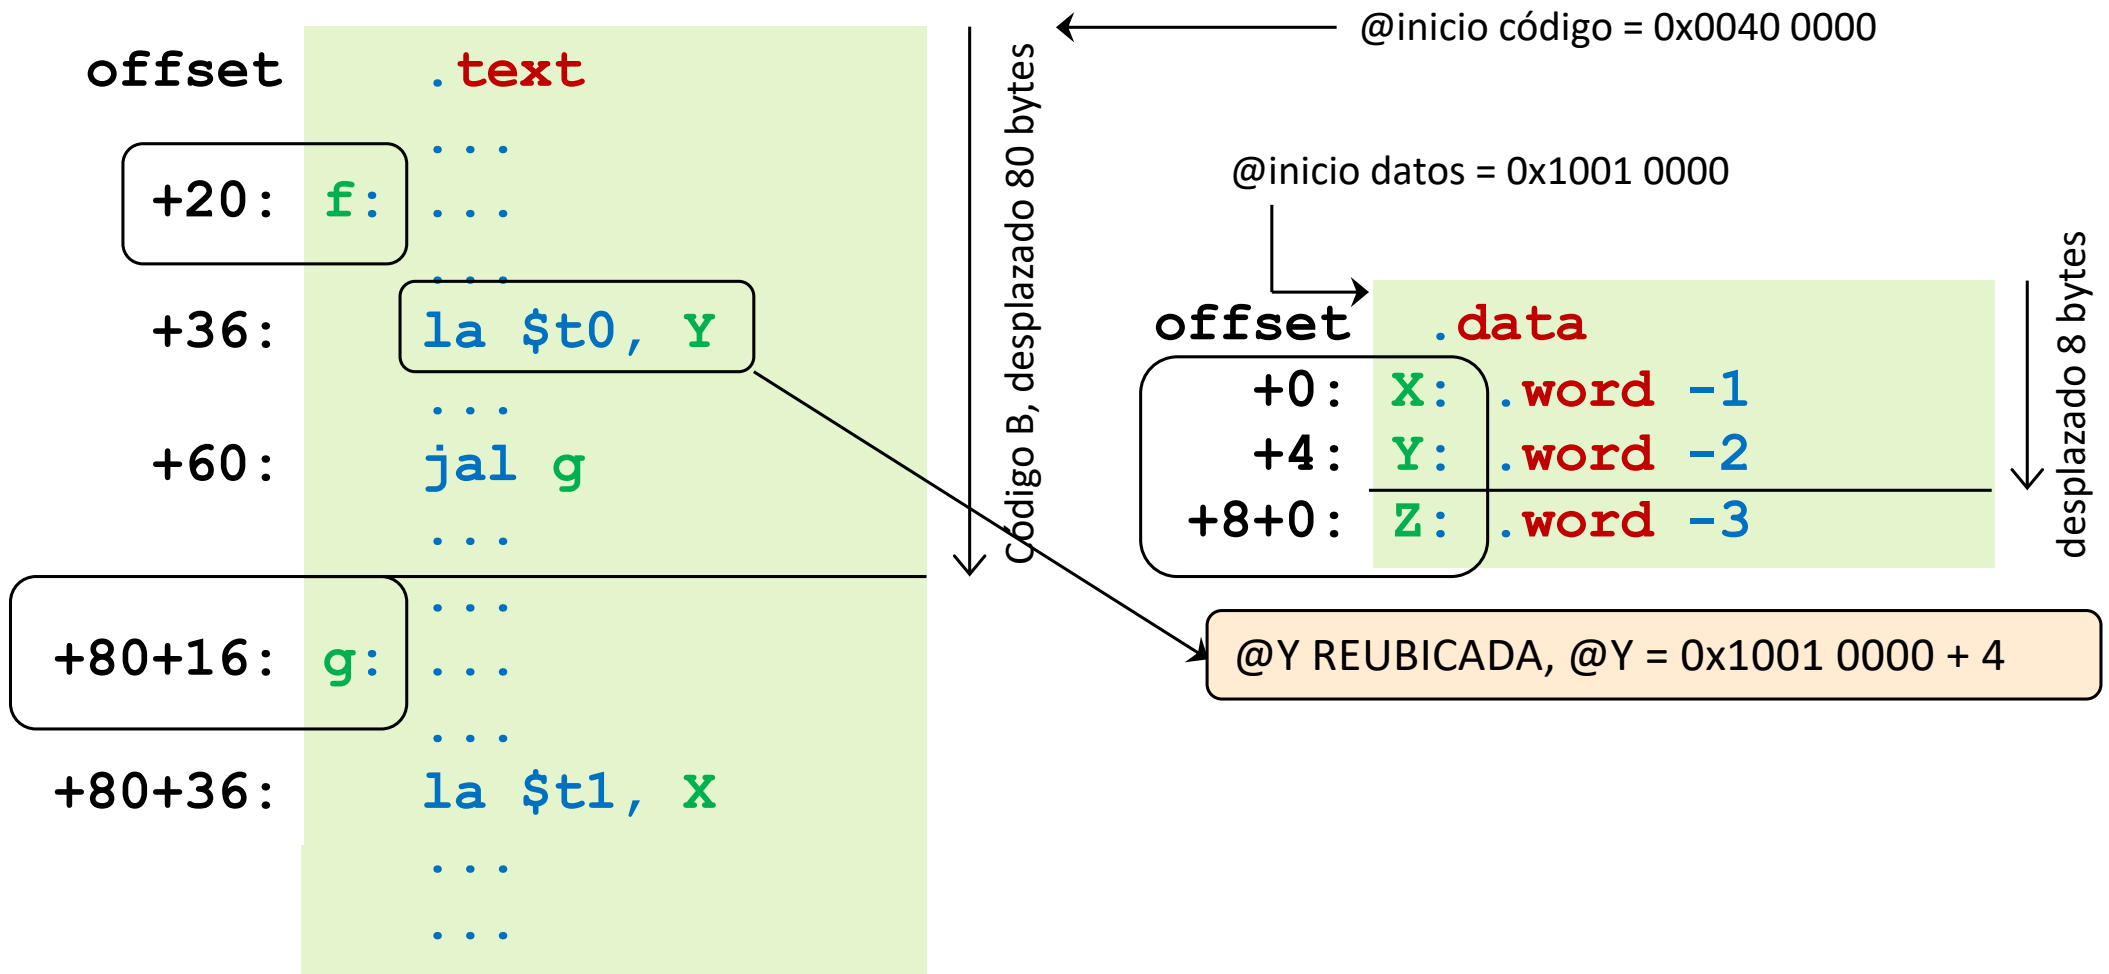 offset .text
...
+20: f: ...
...
+36: la $t0, Y
...
+60: jal g
...
...
+80+16: g: ...
...
+80+36: la $t1, X
...
...
Código B, desplazado 80 bytes
@inicio código = 0x0040 0000
@inicio datos = 0x1001 0000
offset .data
+0: X: .word -1
+4: Y: .word -2
+8+0: Z: .word -3
desplazado 8 bytes
@Y REUBICADA, @Y = 0x1001 0000 + 4